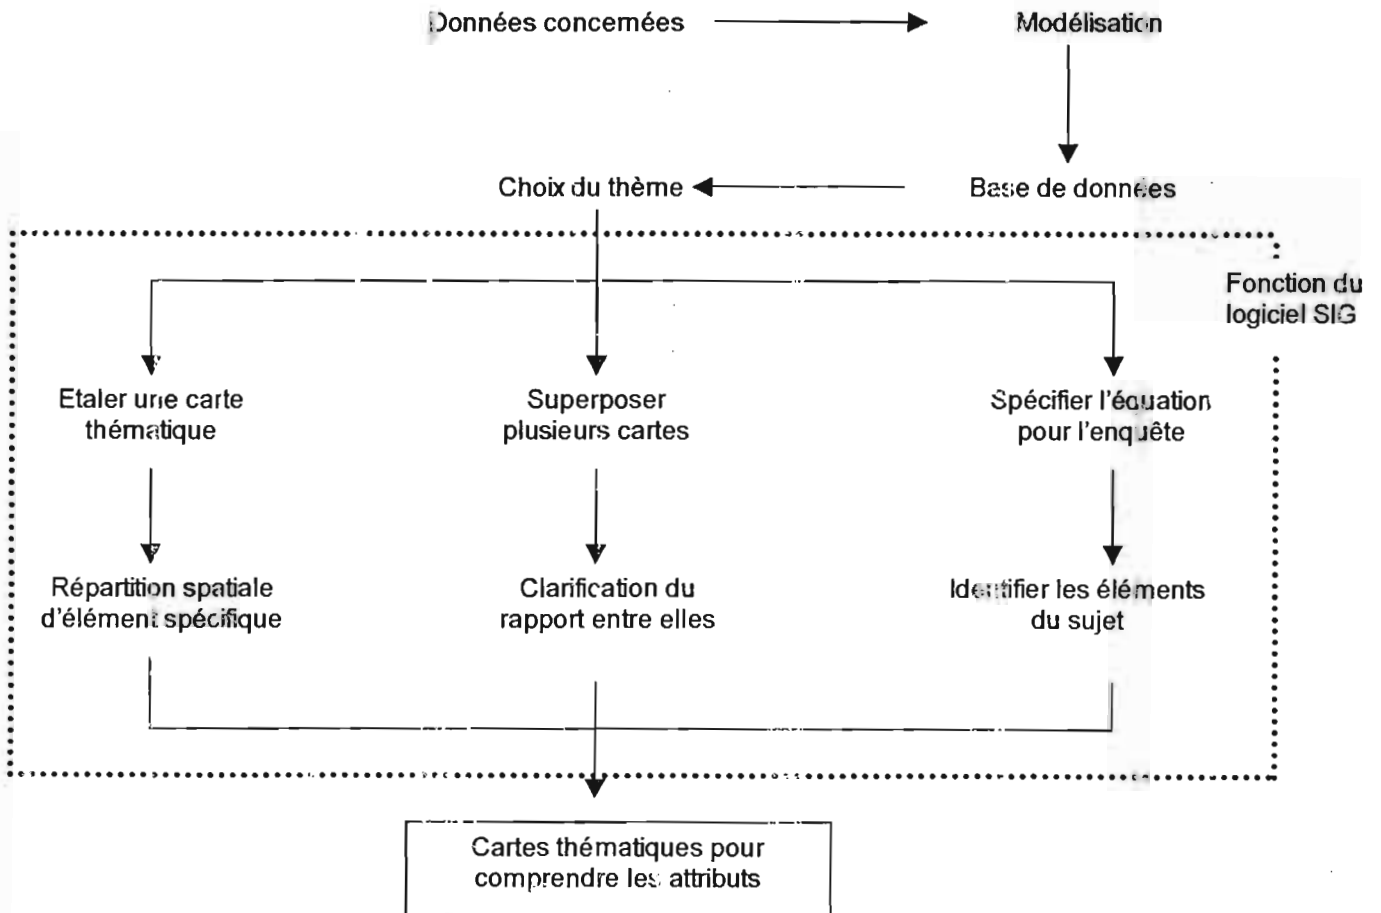 Données concernées
Modélisation
Choix du thème
Base de données
Fonction du
logiciel SIG
Etaler une carte
thématique
Superposer
plusieurs cartes
Spécifier l'équation
pour l'enquête
Répartition spatiale
d'élément spécifique
Clarification du
rapport entre elles
Identifier les éléments
du sujet
Cartes thématiques pour
comprendre les attributs